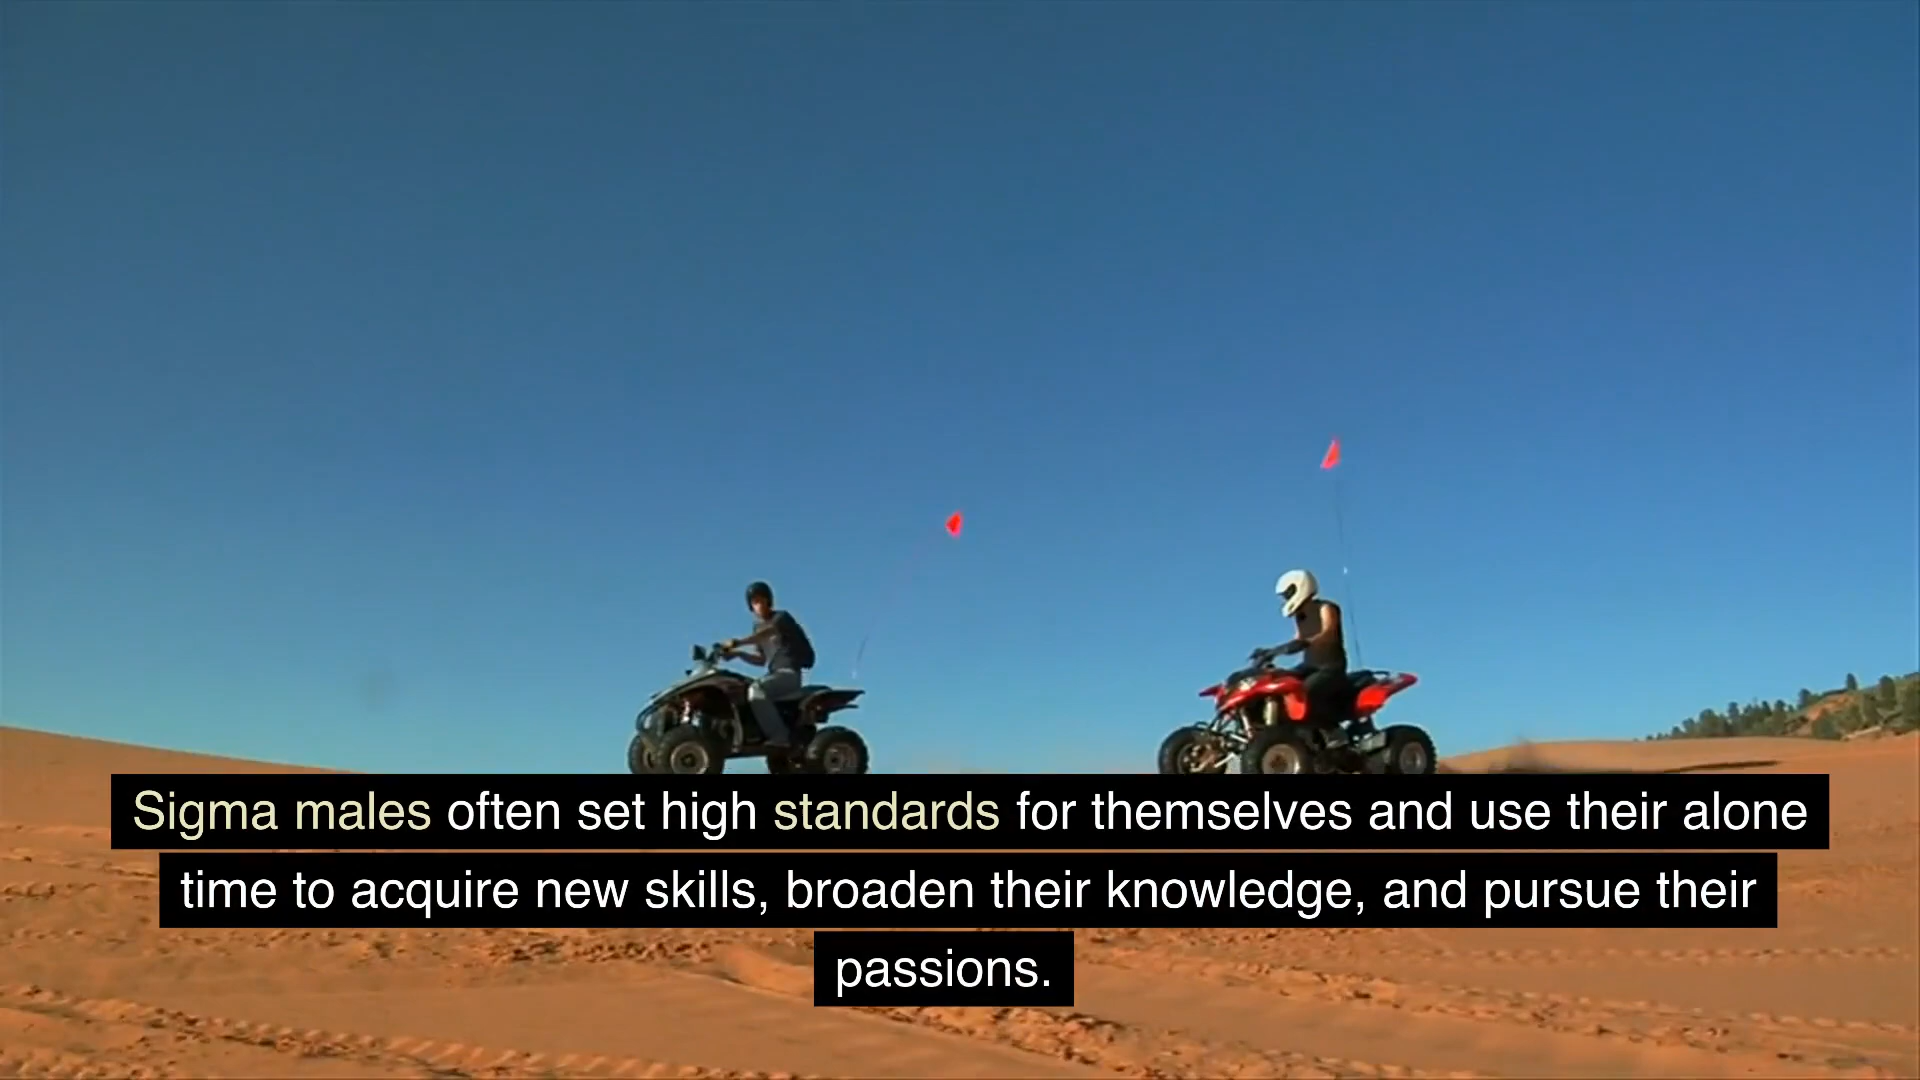 Sigma males often set high standards for themselves and use their alone
time to acquire new skills, broaden their knowledge, and pursue their
passions.